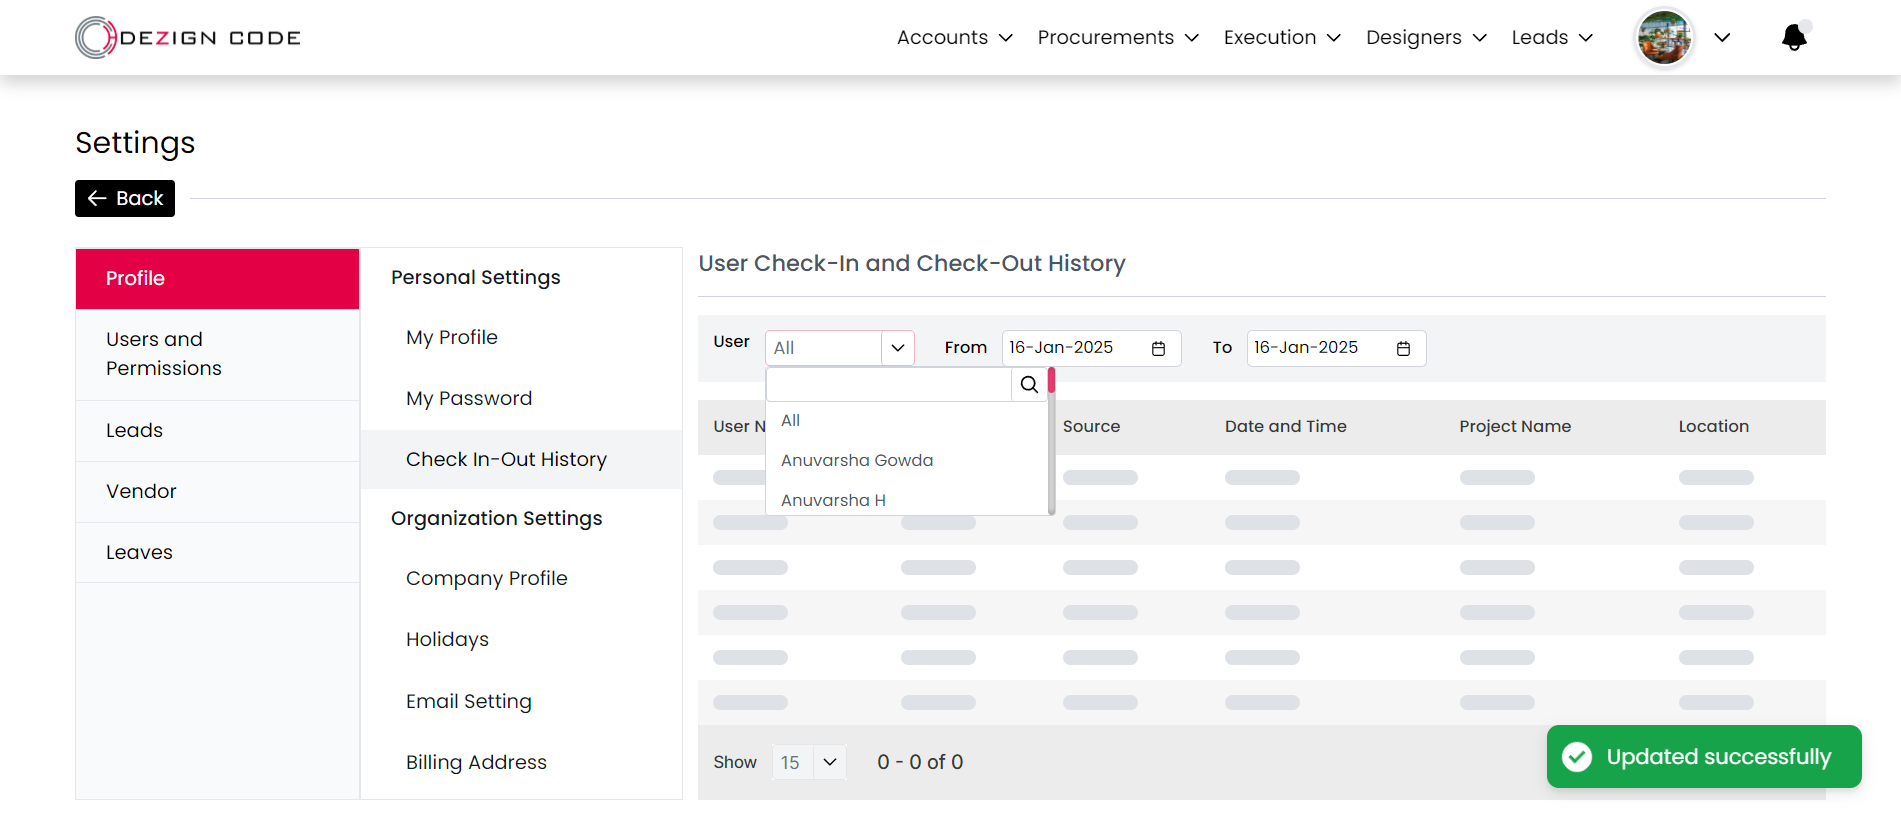 DEZIGN CODE
Accounts
Procurements
Execution
Designers
Leads
Settings
Back
Profile
Users and
Permissions
Leads
Vendor
Leaves
Personal Settings
My Profile
My Password
Check In-Out History
Organization Settings
Company Profile
Holidays
Email Setting
Billing Address
User Check-In and Check-Out History
User
All
From
16-Jan-2025
To
16-Jan-2025
All
Anuvarsha Gowda
Anuvarsha H
User N
Source
Date and Time
Project Name
Location
Show
15
0 - 0 of 0
Updated successfully